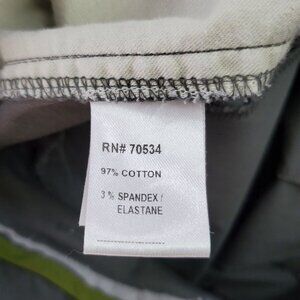 RN# 70534
97% COTTON
3% SPANDEX/
ELASTANE